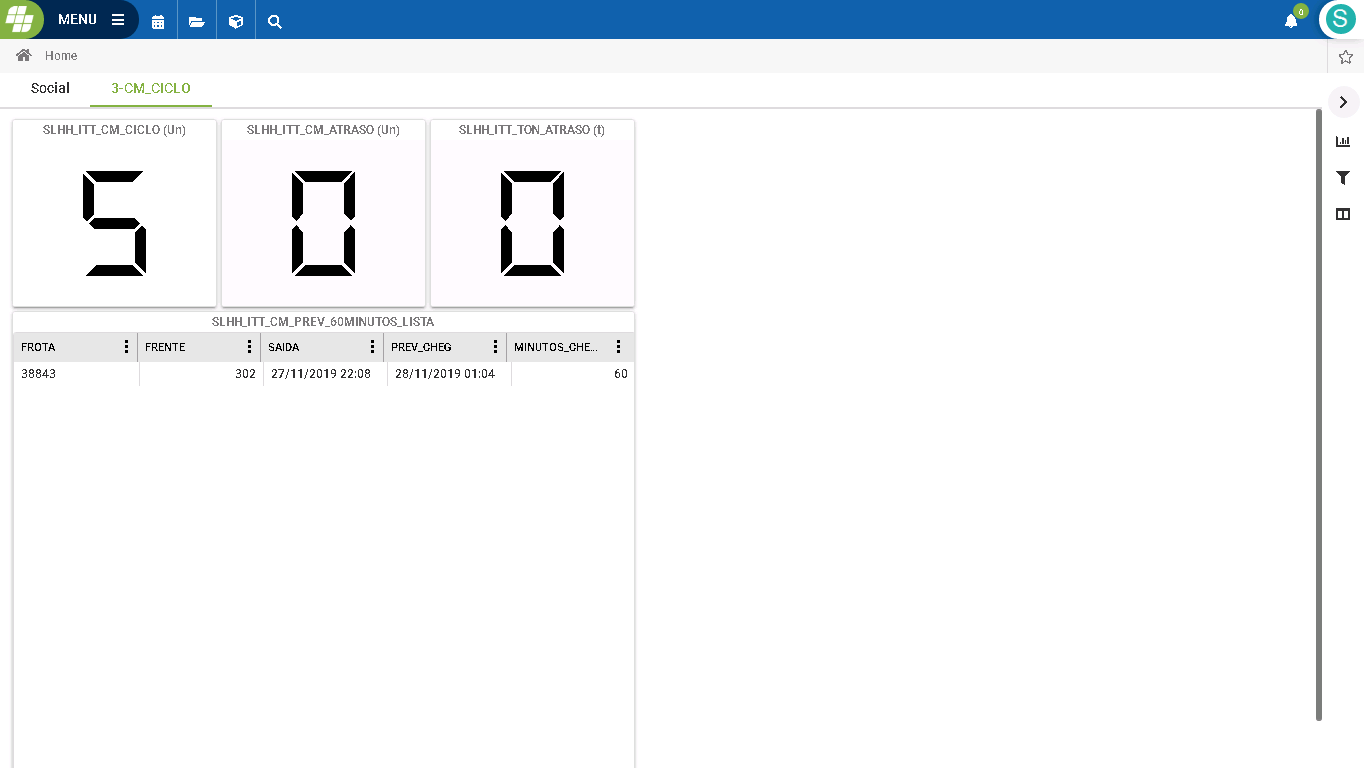 MENU
0
S
Home
Social
3-CM_CICLO
SLHH_ITT_CM_CICLO (Un)
SLHH_ITT_CM_ATRASO (Un)
SLHH_ITT_TON_ATRASO (t)
5
0
0
SLHH_ITT_CM_PREV_60MINUTOS_LISTA
FROTA FRENTE SAIDA PREV_CHEG MINUTOS_CHE...
38843 302 27/11/2019 22:08 28/11/2019 01:04 60